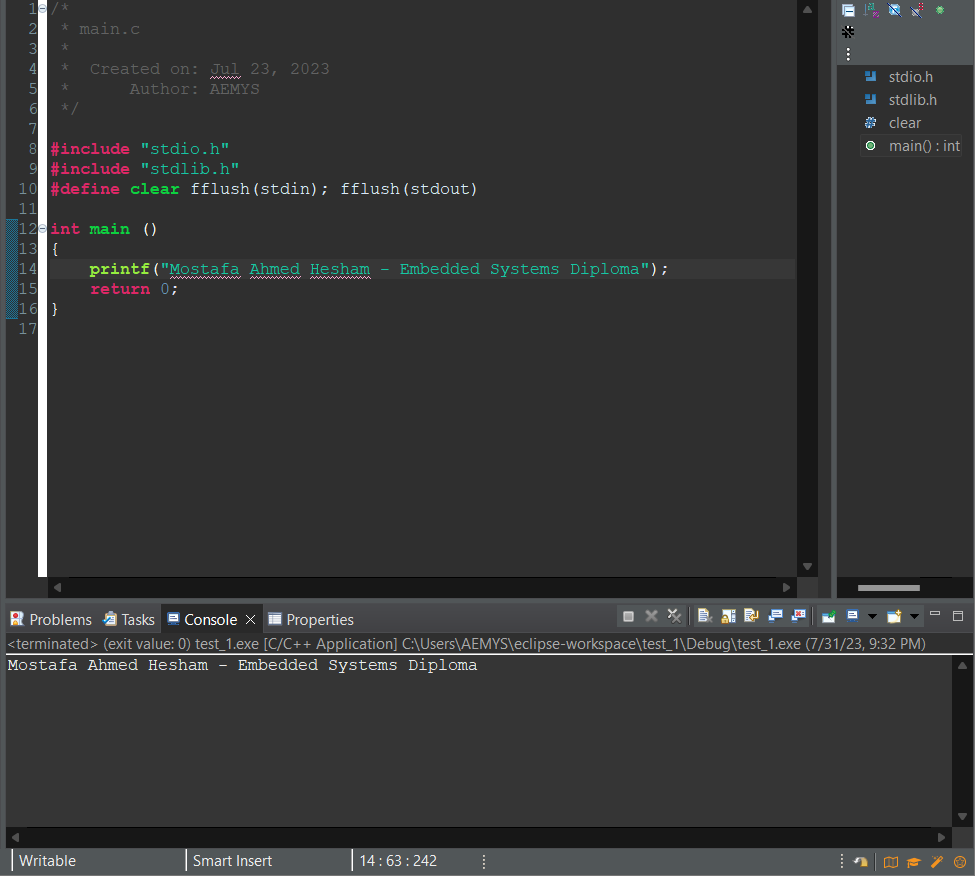 1 /*
2  * main.c
3  *
4  *  Created on: Jul 23, 2023
5  *      Author: AEMYS
6  */
7
8 #include "stdio.h"
9 #include "stdlib.h"
10 #define clear fflush(stdin); fflush(stdout)
11
12 int main ()
13 {
14     printf("Mostafa Ahmed Hesham - Embedded Systems Diploma");
15     return 0;
16 }
17
stdio.h
stdlib.h
clear
main() : int
Problems Tasks Console Properties
<terminated> (exit value: 0) test_1.exe [C/C++ Application] C:\Users\AEMYS\eclipse-workspace\test_1\Debug\test_1.exe (7/31/23, 9:32 PM)
Mostafa Ahmed Hesham - Embedded Systems Diploma
Writable Smart Insert 14 : 63 : 242